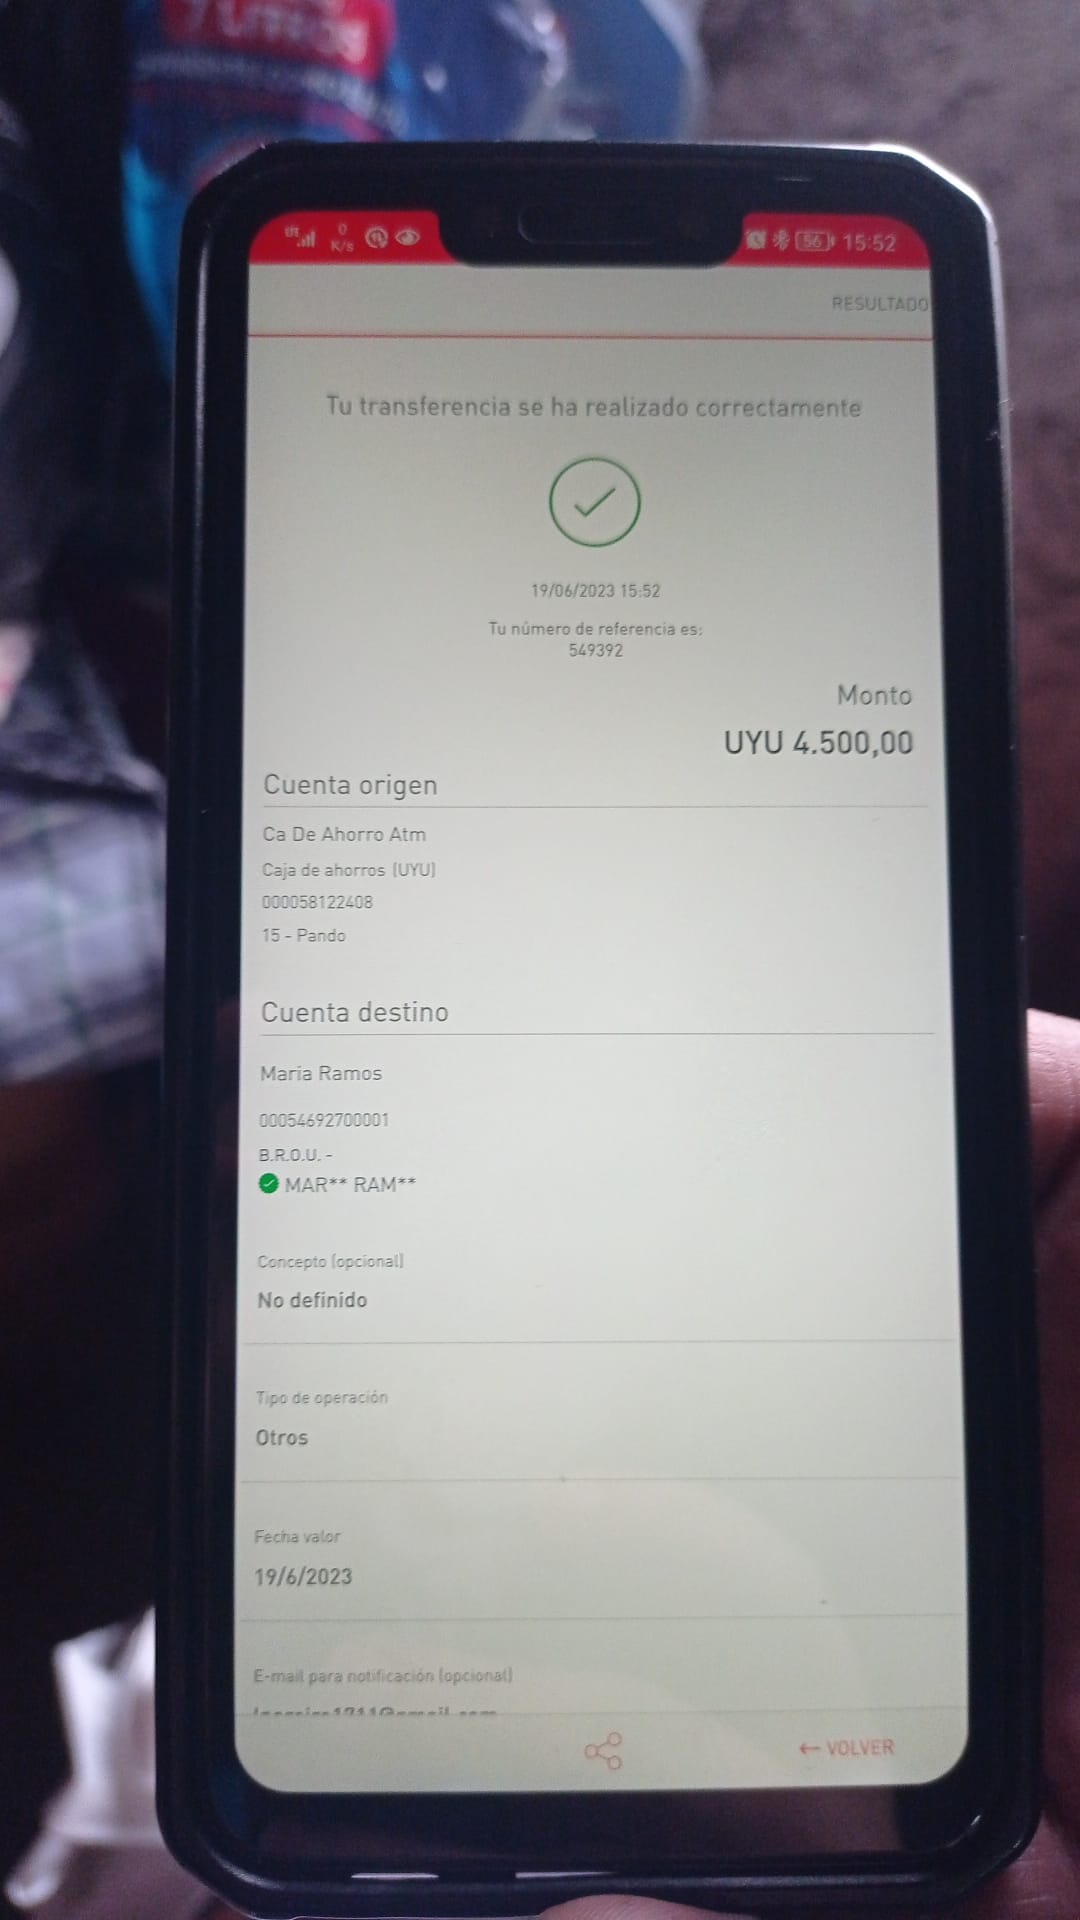 7 LITROS
0
K/s
56
15:52
RESULTADO
Tu transferencia se ha realizado correctamente
19/06/2023 15:52
Tu número de referencia es:
549392
Monto
UYU 4.500,00
Cuenta origen
Ca De Ahorro Atm
Caja de ahorros (UYU)
000058122408
15 - Pando
Cuenta destino
Maria Ramos
00054692700001
B.R.O.U. -
MAR** RAM**
Concepto (opcional)
No definido
Tipo de operación
Otros
Fecha valor
19/6/2023
E-mail para notificación (opcional)
← VOLVER